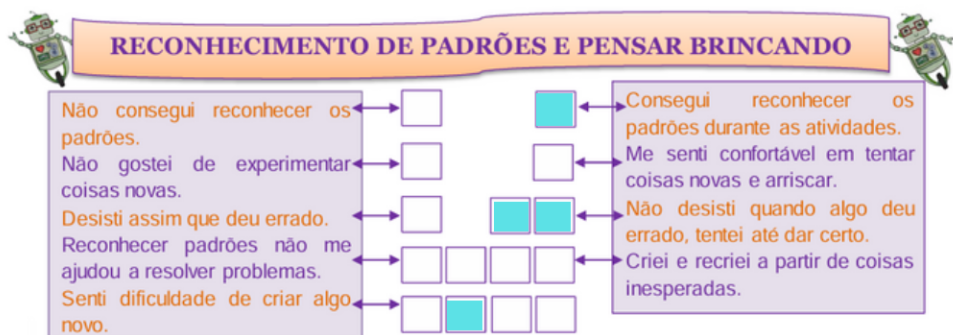 RECONHECIMENTO DE PADRÕES E PENSAR BRINCANDO
Não consegui reconhecer os
padrões.
Não gostei de experimentar
coisas novas.
Desisti assim que deu errado.
Reconhecer padrões não me
ajudou a resolver problemas.
Senti dificuldade de criar algo
novo.
Consegui reconhecer os
padrões durante as atividades.
Me senti confortável em tentar
coisas novas e arriscar.
Não desisti quando algo deu
errado, tentei até dar certo.
Criei e recriei a partir de coisas
inesperadas.